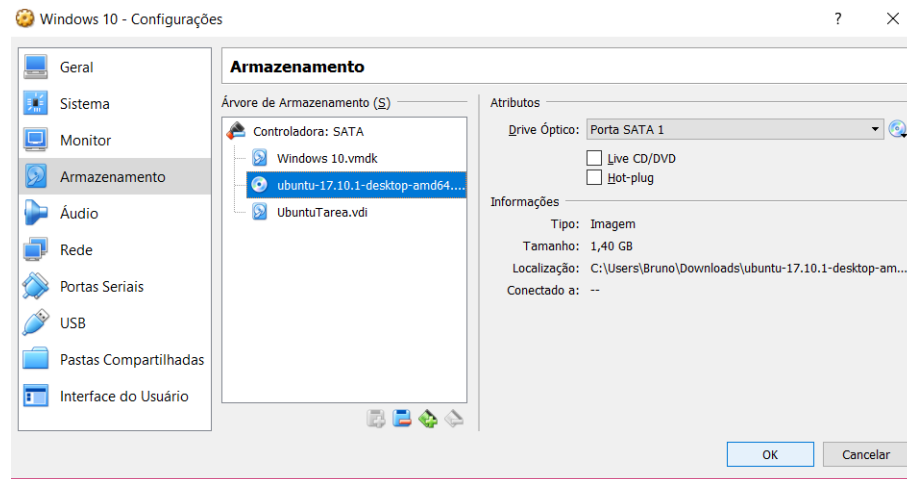 Windows 10 - Configurações
?
Geral
Sistema
Monitor
Armazenamento
Áudio
Rede
Portas Seriais
USB
Pastas Compartilhadas
Interface do Usuário
Armazenamento
Árvore de Armazenamento (S)
Controladora: SATA
Windows 10.vmdk
ubuntu-17.10.1-desktop-amd64....
UbuntuTarea.vdi
Atributos
Drive Óptico: Porta SATA 1
Live CD/DVD
Hot-plug
Informações
Tipo: Imagem
Tamanho: 1,40 GB
Localização: C:\Users\Bruno\Downloads\ubuntu-17.10.1-desktop-am...
Conectado a: --
OK
Cancelar